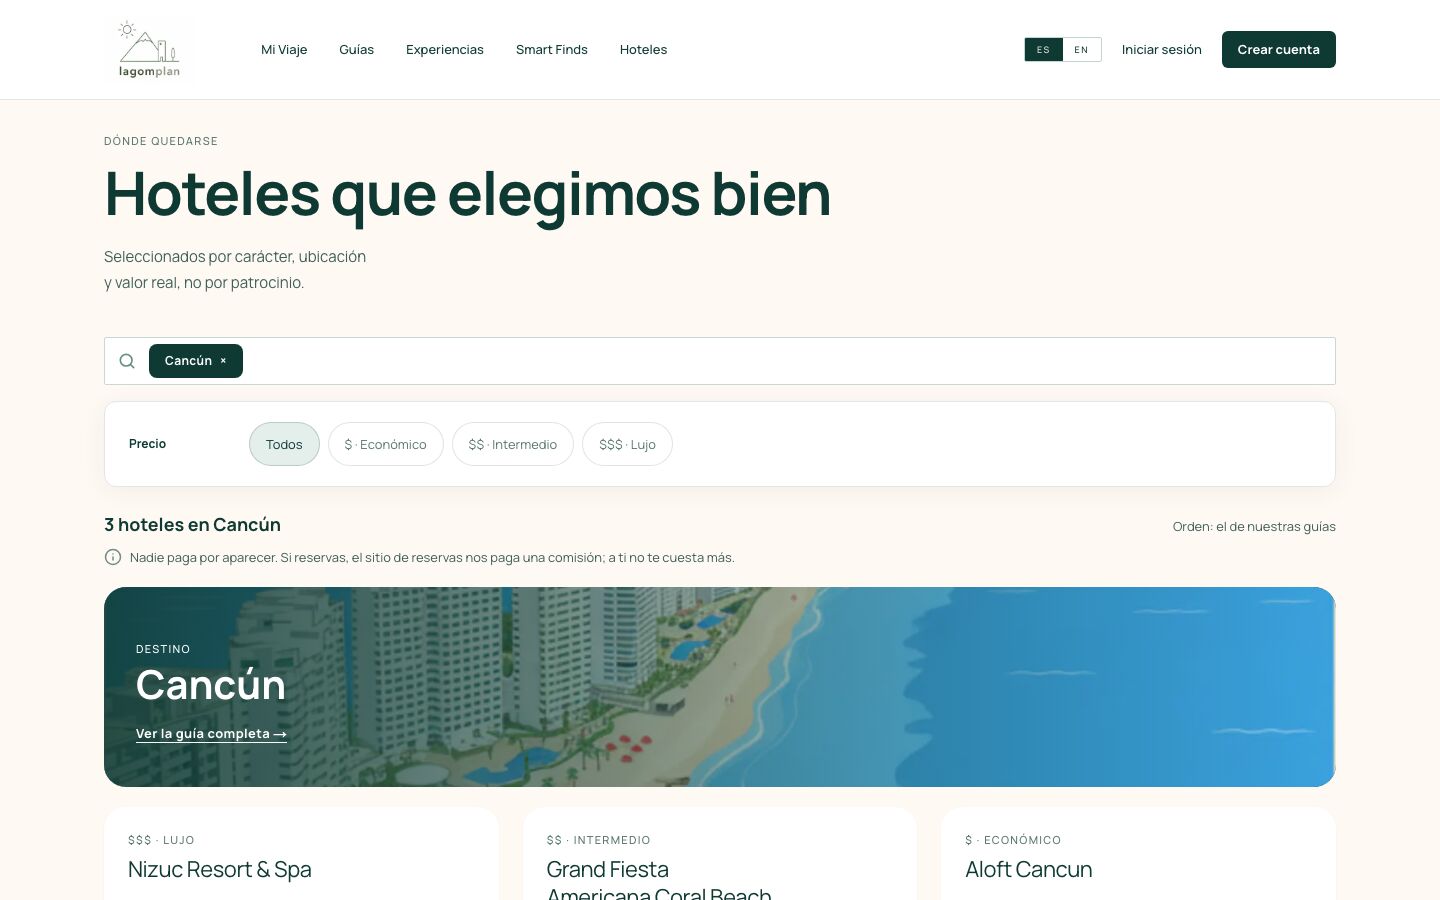 lagomplan
Mi Viaje
Guías
Experiencias
Smart Finds
Hoteles
ES
EN
Iniciar sesión
Crear cuenta
DÓNDE QUEDARSE
Hoteles que elegimos bien
Seleccionados por carácter, ubicación
y valor real, no por patrocinio.
Cancún ×
Precio
Todos
$ · Económico
$$ · Intermedio
$$$ · Lujo
3 hoteles en Cancún
Orden: el de nuestras guías
Nadie paga por aparecer. Si reservas, el sitio de reservas nos paga una comisión; a ti no te cuesta más.
DESTINO
Cancún
Ver la guía completa →
$$$ · LUJO
Nizuc Resort & Spa
$$ · INTERMEDIO
Grand Fiesta
Americana Coral Beach
$ · ECONÓMICO
Aloft Cancun